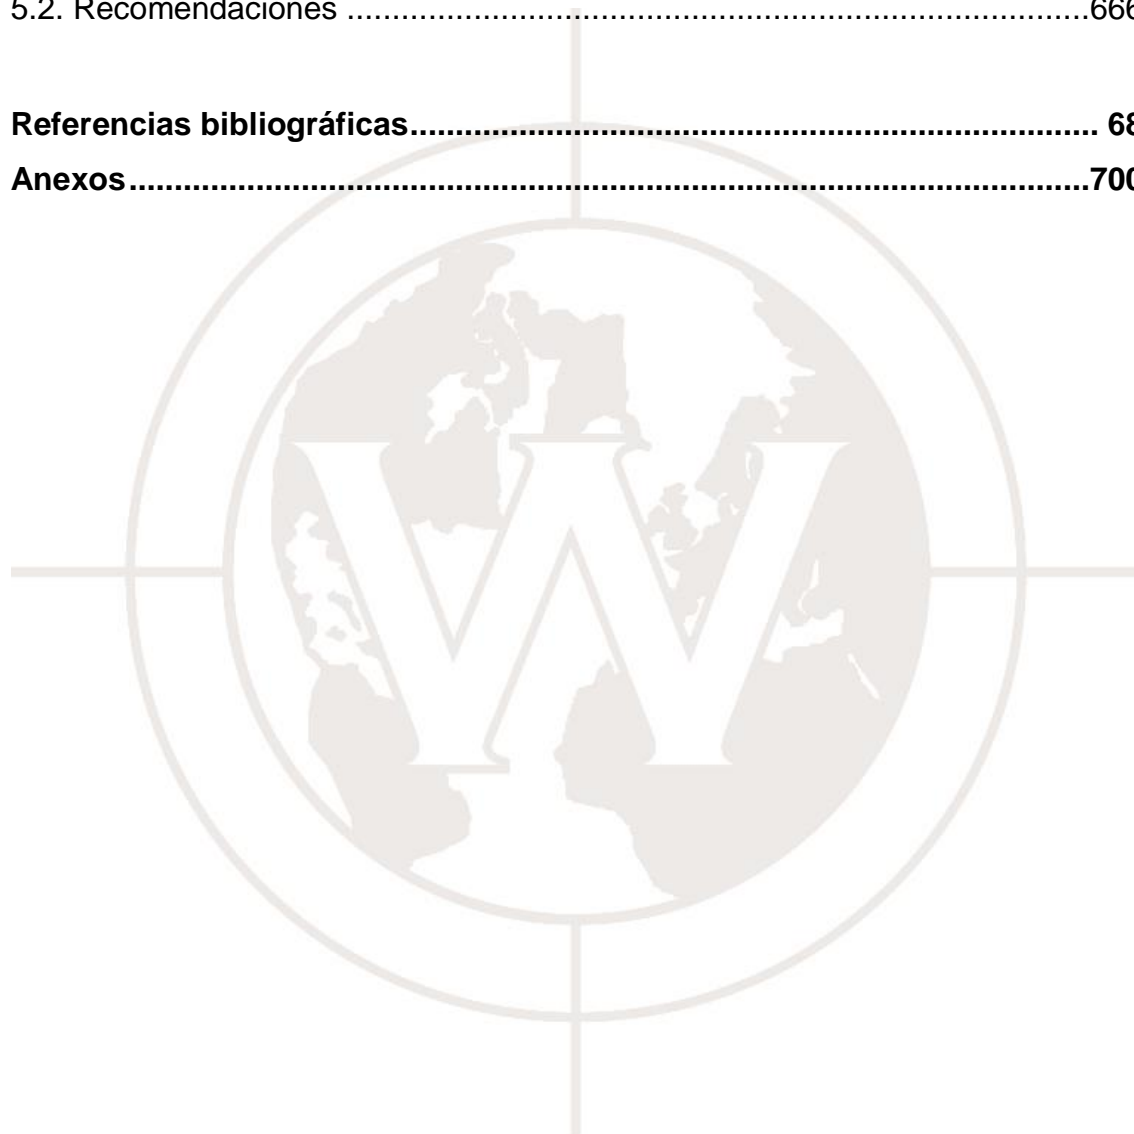 5.2. Recomendaciones ....................................................................................666
Referencias bibliográficas............................................................................ 68
Anexos..........................................................................................................700
W